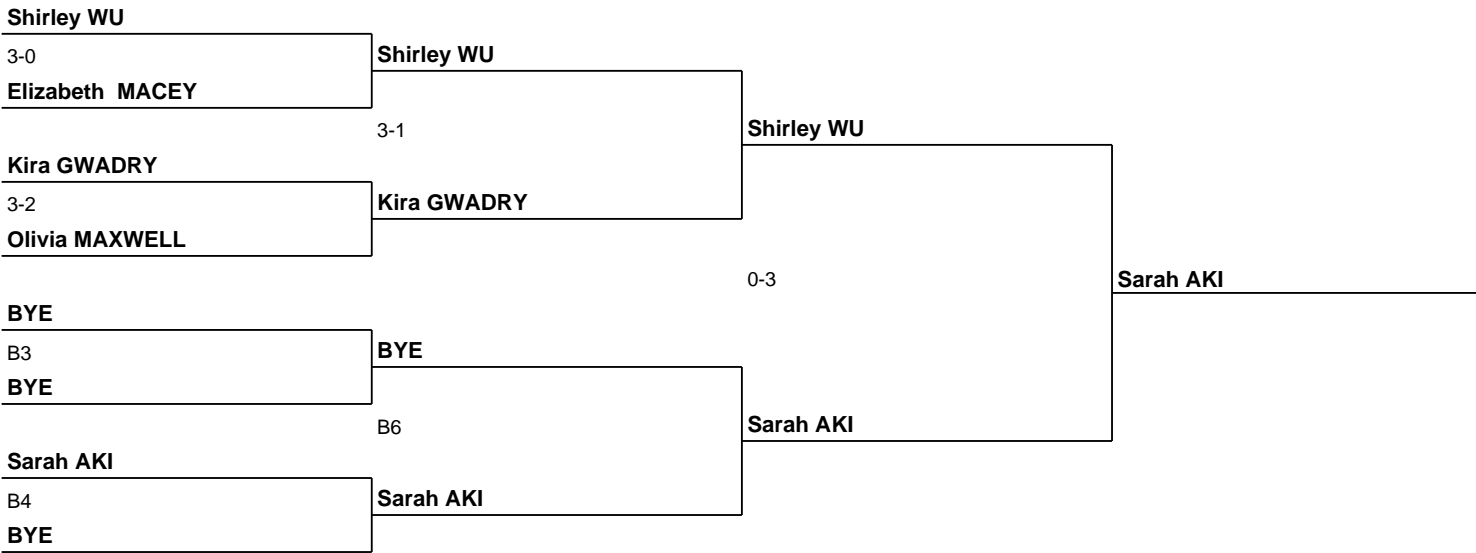 Shirley WU
3-0
Shirley WU
Elizabeth  MACEY
3-1
Shirley WU
Kira GWADRY
3-2
Kira GWADRY
Olivia MAXWELL
0-3
Sarah AKI
BYE
B3
BYE
BYE
B6
Sarah AKI
Sarah AKI
B4
Sarah AKI
BYE